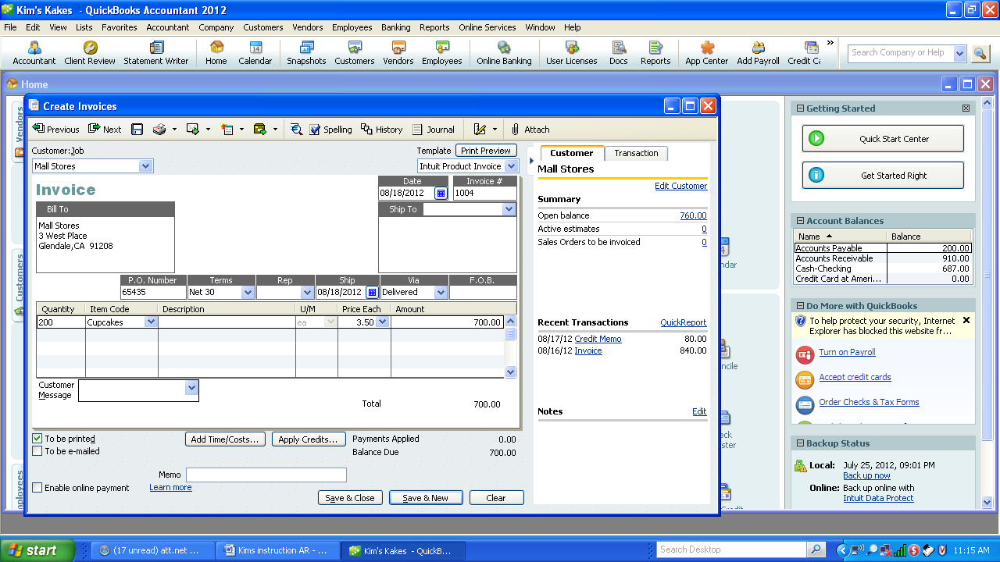 Kim's Kakes - QuickBooks Accountant 2012
File Edit View Lists Favorites Accountant Company Customers Vendors Employees Banking Reports Online Services Window Help
Accountant Client Review Statement Writer Home Calendar Snapshots Customers Vendors Employees Online Banking User Licenses Docs Reports App Center Add Payroll Credit Ca
Search Company or Help
Home
Vendors
Customers
ployees
Create Invoices
Previous Next Spelling History Journal Attach
Customer:Job
Mall Stores
Template Print Preview
Intuit Product Invoice
Invoice
Date Invoice #
08/18/2012 1004
Bill To
Mall Stores
3 West Place
Glendale,CA 91208
Ship To
P.O. Number Terms Rep Ship Via F.O.B.
65435 Net 30 08/18/2012 Delivered
Quantity Item Code Description U/M Price Each Amount
200 Cupcakes ea 3.50 700.00
Customer
Message
Total 700.00
To be printed
To be e-mailed
Add Time/Costs... Apply Credits...
Payments Applied 0.00
Balance Due 700.00
Memo
Enable online payment Learn more
Save & Close Save & New Clear
Customer Transaction
Mall Stores
Edit Customer
Summary
Open balance 760.00
Active estimates 0
Sales Orders to be invoiced 0
Recent Transactions QuickReport
08/17/12 Credit Memo 80.00
08/16/12 Invoice 840.00
Notes Edit
ndar
ncile
eck
ster
Getting Started
Quick Start Center
Get Started Right
Account Balances
Name Balance
Accounts Payable 200.00
Accounts Receivable 910.00
Cash-Checking 687.00
Credit Card at Ameri... 0.00
Do More with QuickBooks
To help protect your security, Internet
Explorer has blocked this website fr...
Turn on Payroll
Accept credit cards
Order Checks & Tax Forms
Backup Status
Local: July 25, 2012, 09:01 PM
Back up now
Online: Back up online with
Intuit Data Protect
start
(17 unread) att.net ...
Kims instruction AR - ...
Kim's Kakes - QuickB...
Search Desktop
11:15 AM